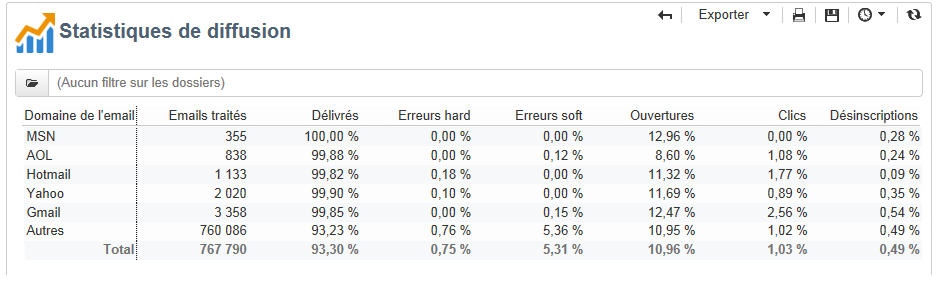 Exporter
Statistiques de diffusion
(Aucun filtre sur les dossiers)
Domaine de l'email Emails traités Délivrés Erreurs hard Erreurs soft Ouvertures Clics Désinscriptions
MSN 355 100,00 % 0,00 % 0,00 % 12,96 % 0,00 % 0,28 %
AOL 838 99,88 % 0,00 % 0,12 % 8,60 % 1,08 % 0,24 %
Hotmail 1 133 99,82 % 0,18 % 0,00 % 11,32 % 1,77 % 0,09 %
Yahoo 2 020 99,90 % 0,10 % 0,00 % 11,69 % 0,89 % 0,35 %
Gmail 3 358 99,85 % 0,00 % 0,15 % 12,47 % 2,56 % 0,54 %
Autres 760 086 93,23 % 0,76 % 5,36 % 10,95 % 1,02 % 0,49 %
Total 767 790 93,30 % 0,75 % 5,31 % 10,96 % 1,03 % 0,49 %